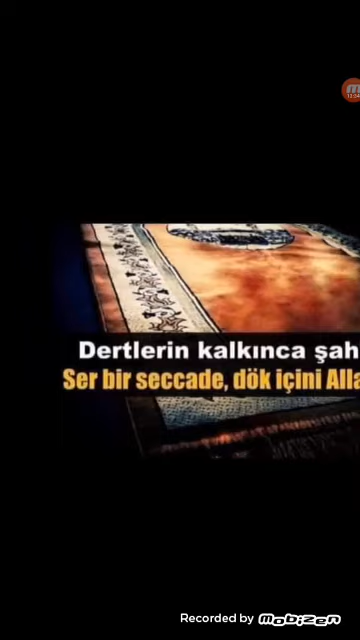 Dertlerin kalkınca şah
Ser bir seccade, dök içini Alla
Recorded by mobizen